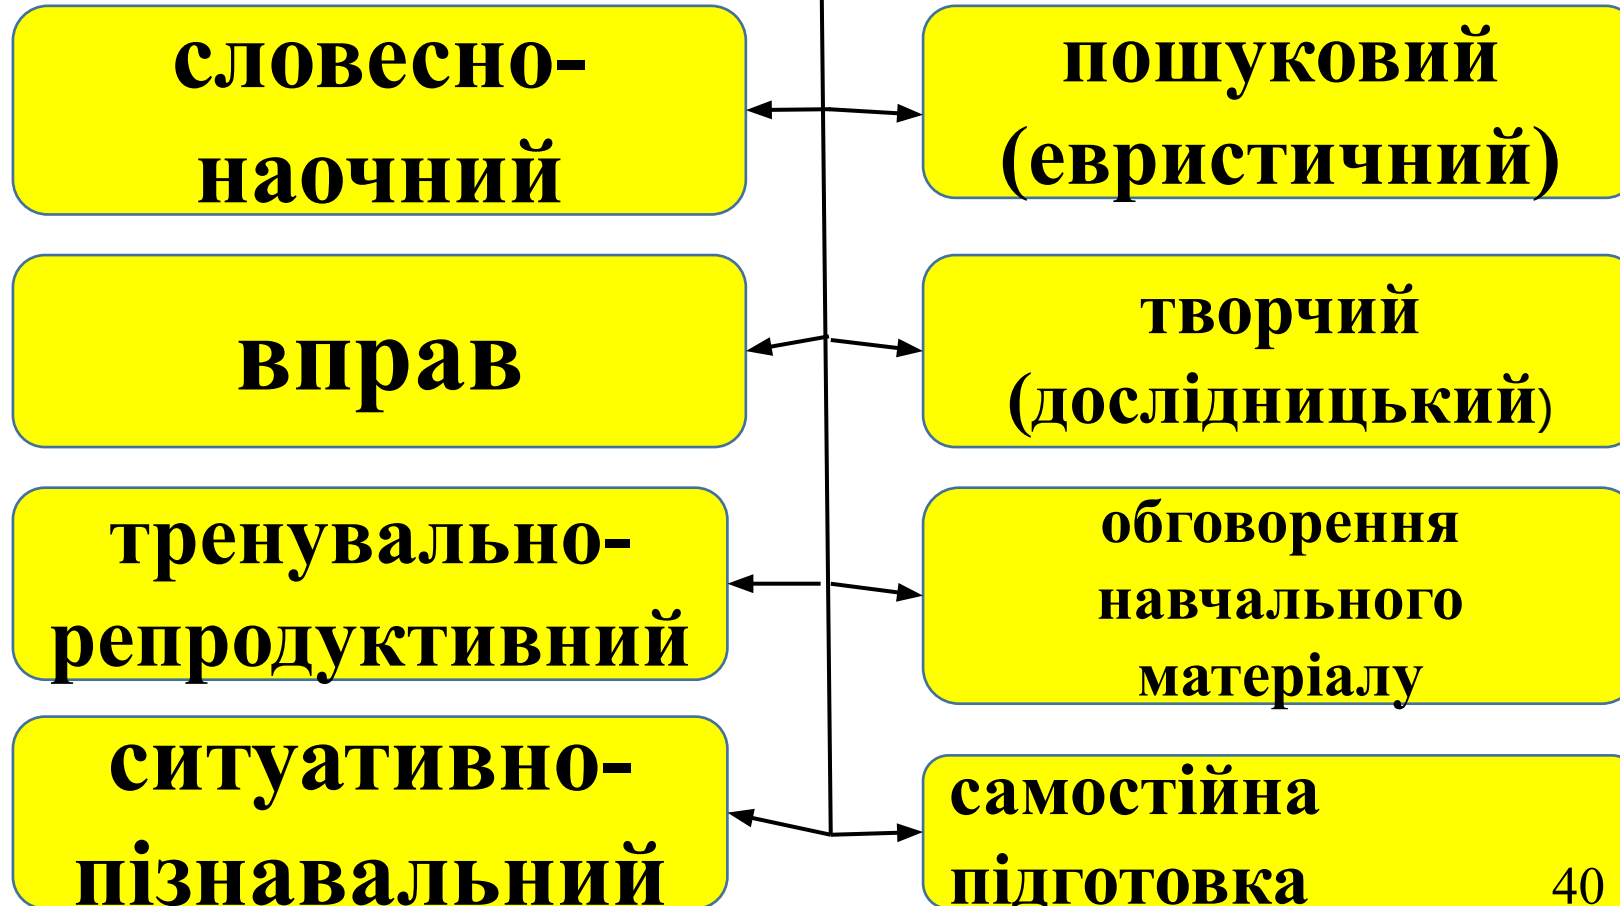 словесно-
наочний
вправ
тренувально-
репродуктивний
ситуативно-
пізнавальний
пошуковий
(евристичний)
творчий
(дослідницький)
обговорення
навчального
матеріалу
самостійна
підготовка
40